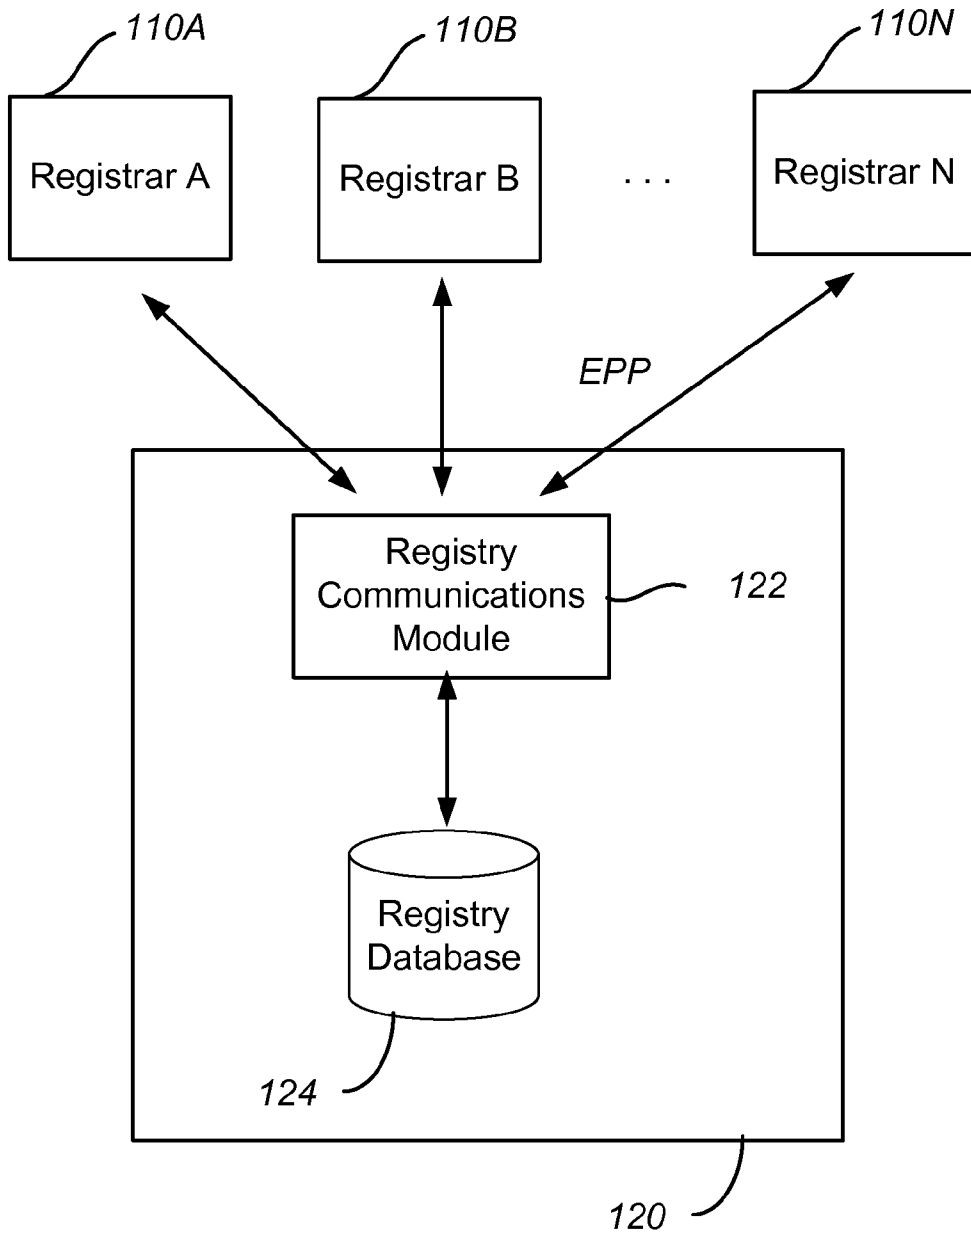 110A
110B
110N
Registrar A
Registrar B
. . .
Registrar N
EPP
Registry
Communications
Module
122
Registry
Database
124
120